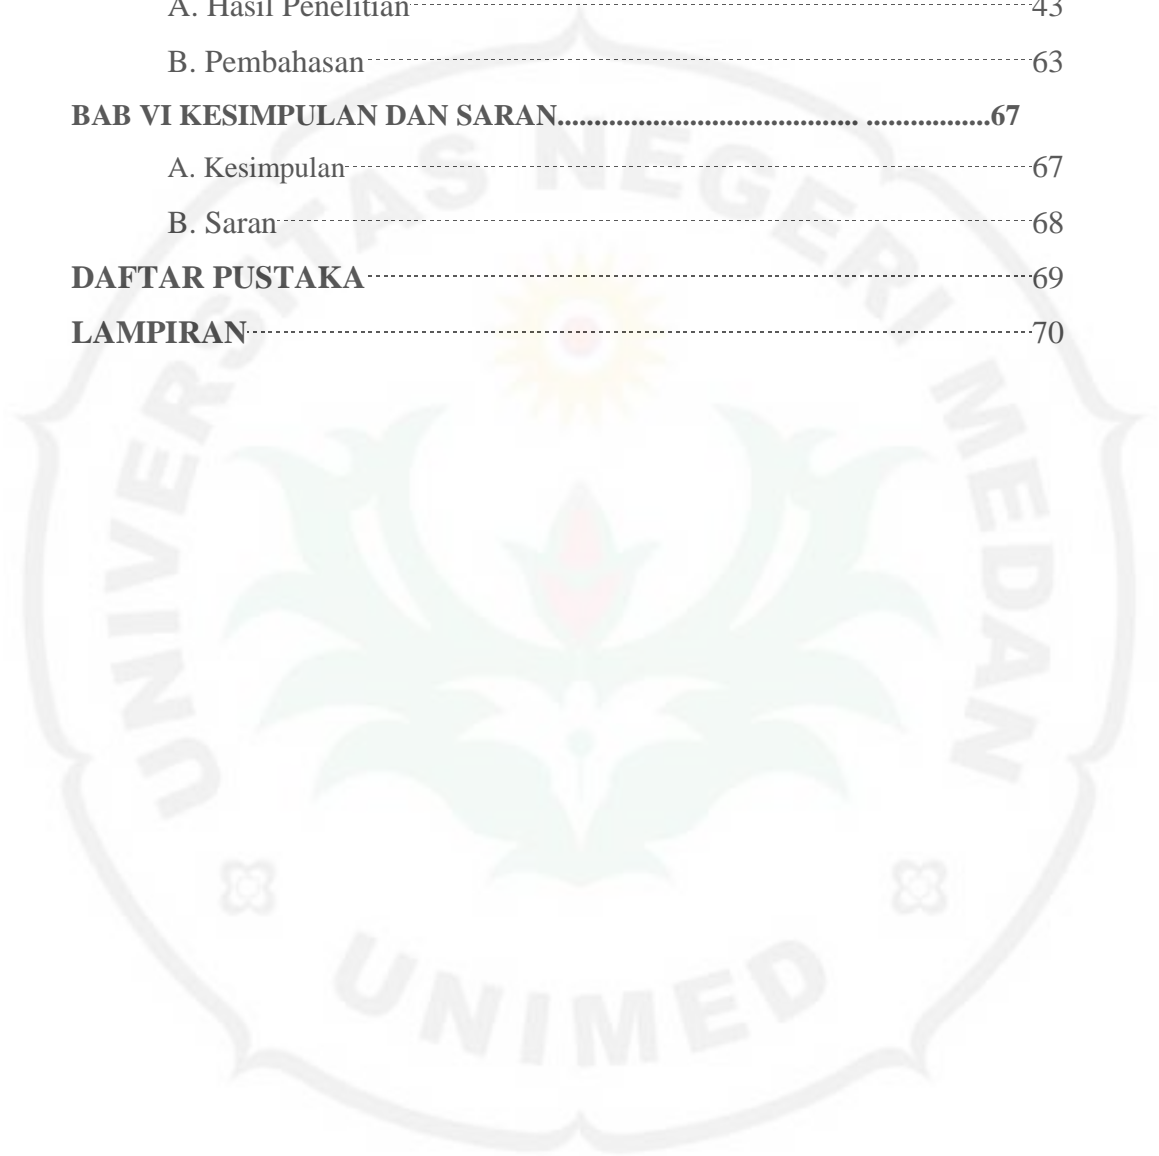 A. Hasil Penelitian--------------------------------------------------43
B. Pembahasan--------------------------------------------------63
BAB VI KESIMPULAN DAN SARAN........................................ .................67
A. Kesimpulan--------------------------------------------------67
B. Saran--------------------------------------------------68
DAFTAR PUSTAKA--------------------------------------------------69
LAMPIRAN--------------------------------------------------70
UNIVERSITAS NEGERI MEDAN
UNIMED